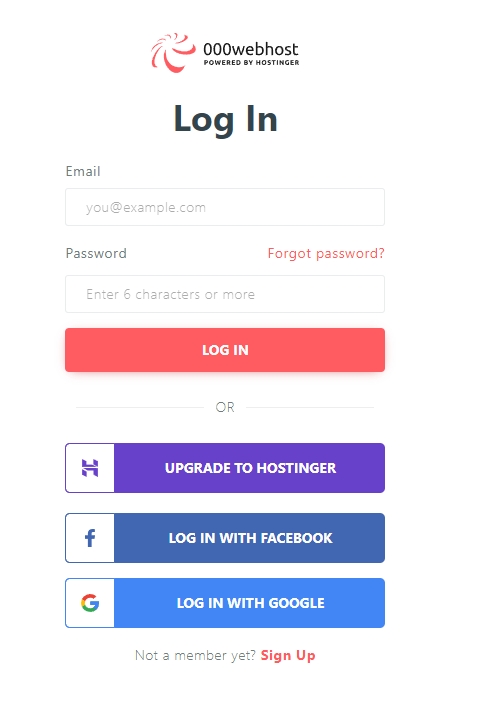 000webhost
POWERED BY HOSTINGER
Log In
Email
you@example.com
Password Forgot password?
Enter 6 characters or more
LOG IN
OR
UPGRADE TO HOSTINGER
LOG IN WITH FACEBOOK
LOG IN WITH GOOGLE
Not a member yet? Sign Up